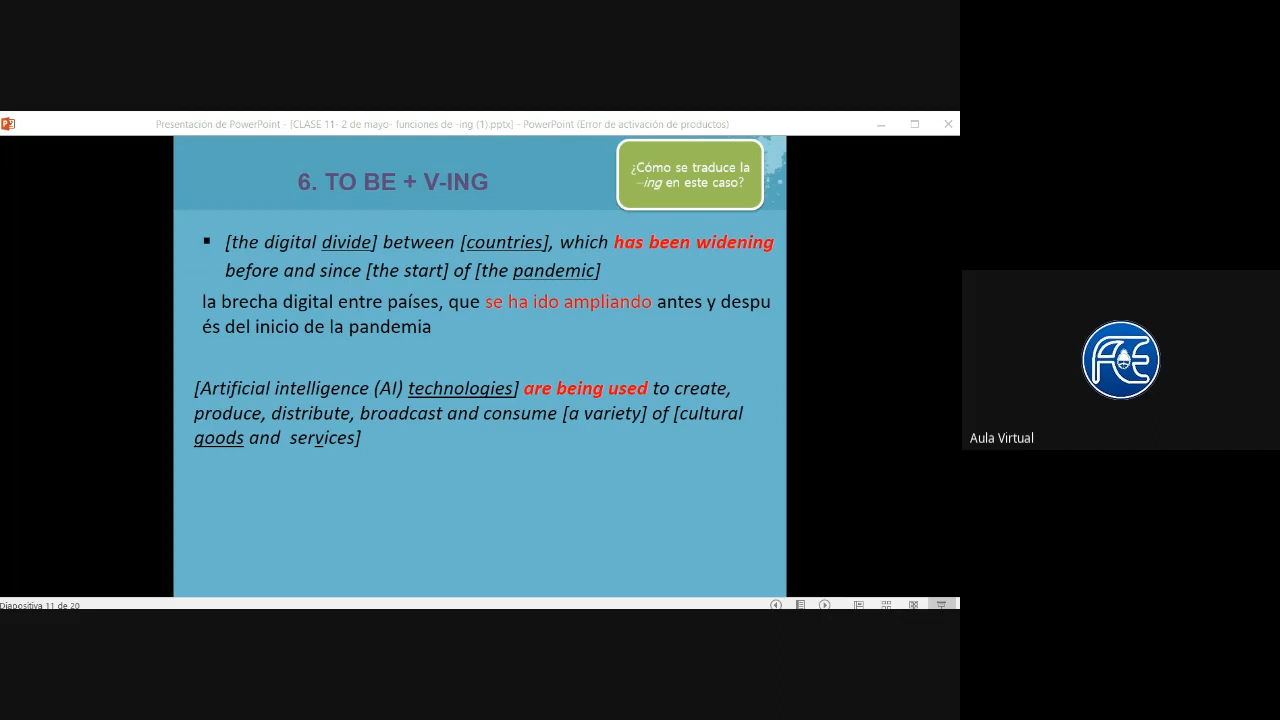 Presentación de PowerPoint - [CLASE 11- 2 de mayo- funciones de -ing (1).pptx] - PowerPoint (Error de activación de productos)
6. TO BE + V-ING
¿Cómo se traduce la
–ing en este caso?
▪ [the digital divide] between [countries], which has been widening
before and since [the start] of [the pandemic]
la brecha digital entre países, que se ha ido ampliando antes y despu
és del inicio de la pandemia
[Artificial intelligence (AI) technologies] are being used to create,
produce, distribute, broadcast and consume [a variety] of [cultural
goods and services]
Aula Virtual
Diapositiva 11 de 20